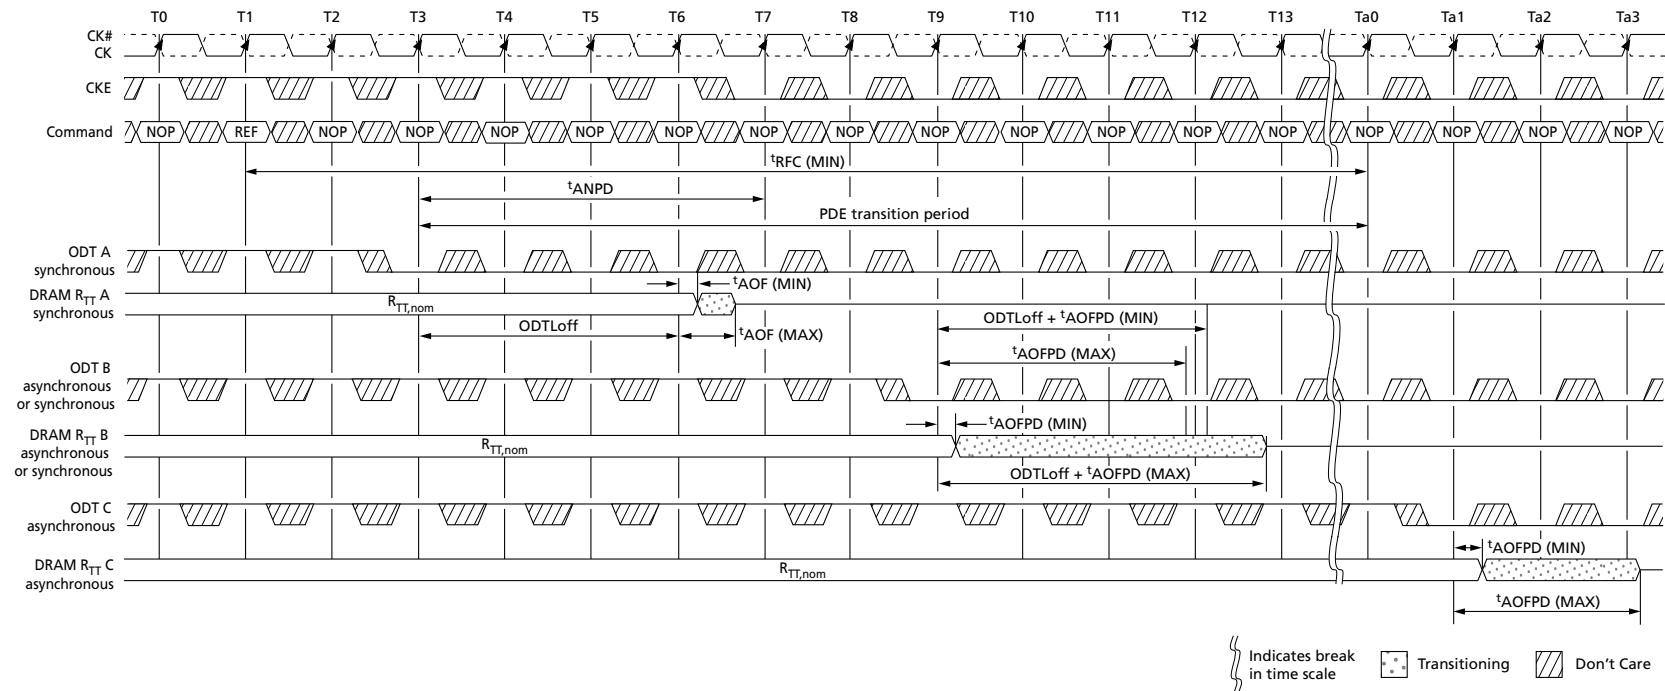 T0 T1 T2 T3 T4 T5 T6 T7 T8 T9 T10 T11 T12 T13 Ta0 Ta1 Ta2 Ta3
CK#
CK
CKE
Command NOP REF NOP NOP NOP NOP NOP NOP NOP NOP NOP NOP NOP NOP NOP NOP NOP NOP
tRFC (MIN)
tANPD
PDE transition period
ODT A
synchronous
tAOF (MIN)
DRAM RTT A
synchronous
RTT,nom
ODTLoff
tAOF (MAX)
ODTLoff + tAOFPD (MIN)
tAOFPD (MAX)
ODT B
asynchronous
or synchronous
tAOFPD (MIN)
DRAM RTT B
asynchronous
or synchronous
RTT,nom
ODTLoff + tAOFPD (MAX)
ODT C
asynchronous
tAOFPD (MIN)
DRAM RTT C
asynchronous
RTT,nom
tAOFPD (MAX)
Indicates break
in time scale
Transitioning
Don't Care